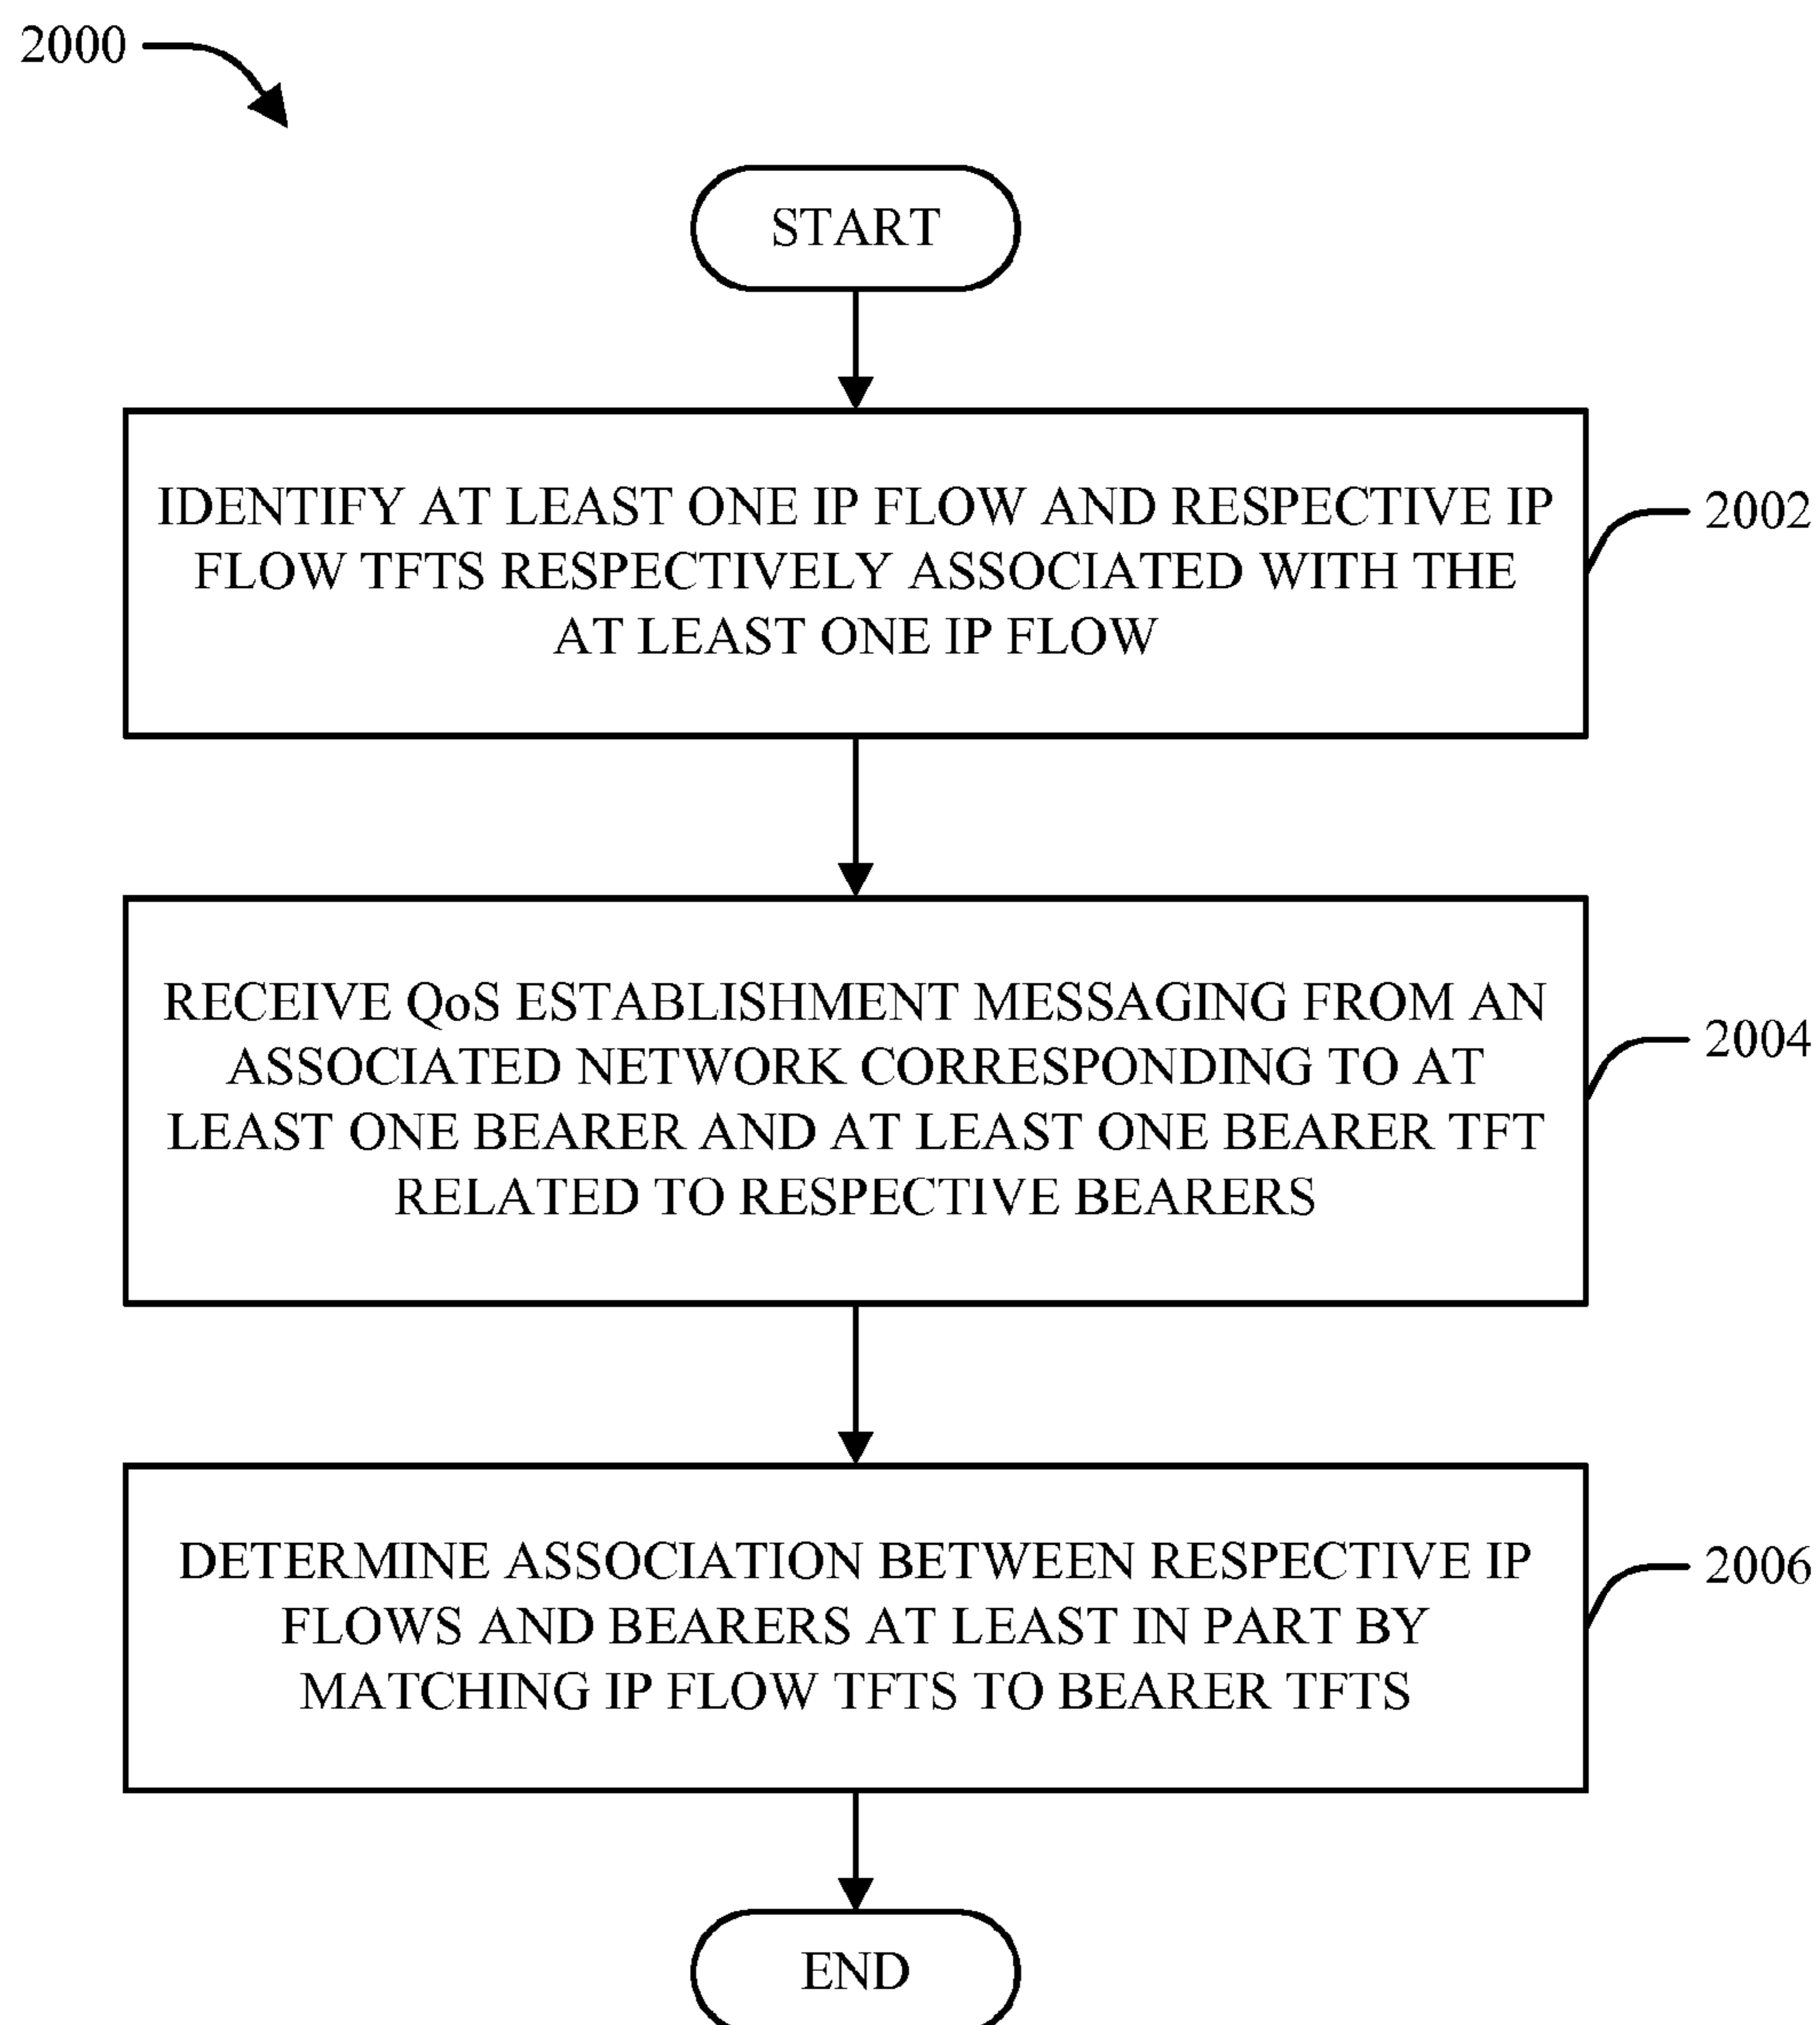 2000
START
IDENTIFY AT LEAST ONE IP FLOW AND RESPECTIVE IP
FLOW TFTS RESPECTIVELY ASSOCIATED WITH THE
AT LEAST ONE IP FLOW
2002
RECEIVE QoS ESTABLISHMENT MESSAGING FROM AN
ASSOCIATED NETWORK CORRESPONDING TO AT
LEAST ONE BEARER AND AT LEAST ONE BEARER TFT
RELATED TO RESPECTIVE BEARERS
2004
DETERMINE ASSOCIATION BETWEEN RESPECTIVE IP
FLOWS AND BEARERS AT LEAST IN PART BY
MATCHING IP FLOW TFTS TO BEARER TFTS
2006
END